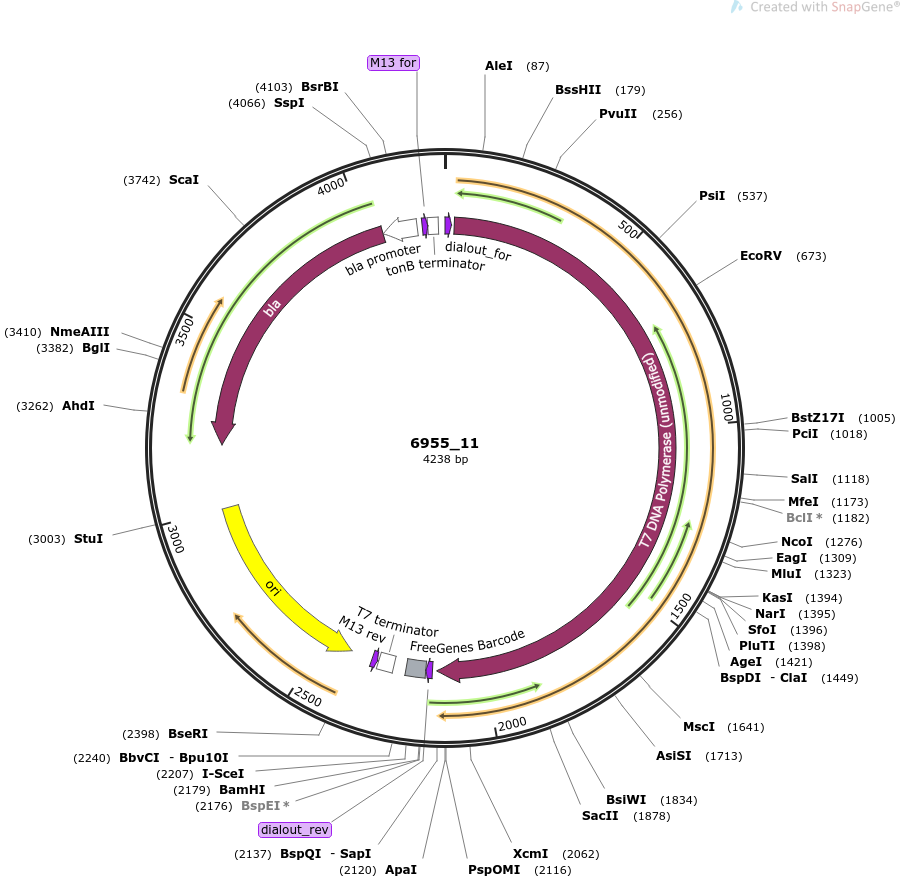 Created with SnapGene®
M13 for
AleI (87)
(4103) BsrBI
BssHII (179)
(4066) SspI
PvuII (256)
(3742) ScaI
4000
PsiI (537)
500
dialout_for
bla promoter
tonB terminator
EcoRV (673)
bla
3500
(3410) NmeAIII
(3382) BglI
T7 DNA Polymerase (unmodified)
(3262) AhdI
1000
BstZ17I (1005)
PciI (1018)
6955_11
4238 bp
SalI (1118)
MfeI (1173)
BclI * (1182)
3000
(3003) StuI
NcoI (1276)
EagI (1309)
MluI (1323)
ori
KasI (1394)
1500
NarI (1395)
T7 terminator
SfoI (1396)
M13 rev
FreeGenes Barcode
PluTI (1398)
AgeI (1421)
BspDI - ClaI (1449)
2500
2000
MscI (1641)
(2398) BseRI
AsiSI (1713)
(2240) BbvCI - Bpu10I
(2207) I-SceI
(2179) BamHI
BsiWI (1834)
(2176) BspEI *
SacII (1878)
dialout_rev
(2137) BspQI - SapI
XcmI (2062)
(2120) ApaI
PspOMI (2116)